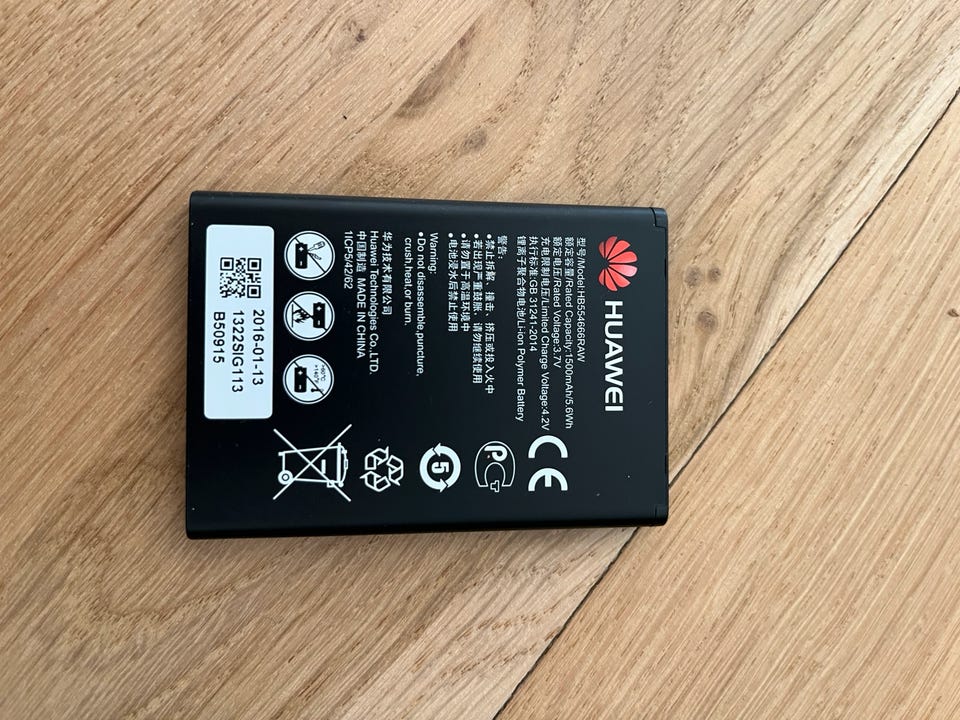 HUAWEI
型号/Model:HB554666RAW
额定容量/Rated Capacity:1500mAh/5.6Wh
额定电压/Rated Voltage:3.7V
充电限制电压/Limited Charge Voltage:4.2V
执行标准:GB 31241-2014
锂离子聚合物电池/Li-ion Polymer Battery
警告:
•禁止拆解、撞击、挤压或投入火中
•若出现严重鼓胀、请勿继续使用
•请勿置于高温环境中
•电池浸水后禁止使用
Warning:
•Do not disassemble,puncture,
crush,heat,or burn.
华为技术有限公司
Huawei Technologies Co.,LTD.
中国制造 MADE IN CHINA
1ICP5/42/62
CE
PCT
5
>60°C
>140°F
2016-01-13
1322SIG113
B50915